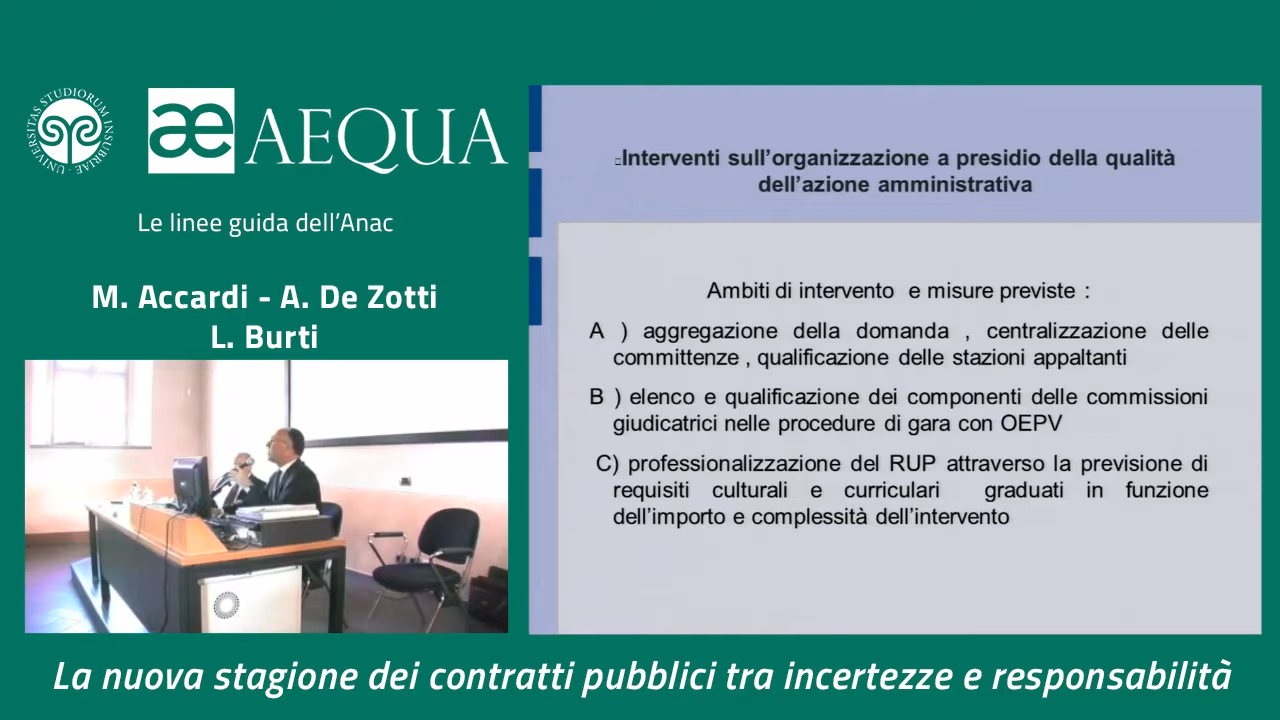 UNIVERSITAS STUDIORUM INSUBRIAE
æ AEQUA
Le linee guida dell'Anac
M. Accardi - A. De Zotti
L. Burti
Interventi sull'organizzazione a presidio della qualità
dell'azione amministrativa
Ambiti di intervento e misure previste :
A ) aggregazione della domanda , centralizzazione delle
committenze , qualificazione delle stazioni appaltanti
B ) elenco e qualificazione dei componenti delle commissioni
giudicatrici nelle procedure di gara con OEPV
C) professionalizzazione del RUP attraverso la previsione di
requisiti culturali e curriculari graduati in funzione
dell'importo e complessità dell'intervento
La nuova stagione dei contratti pubblici tra incertezze e responsabilità